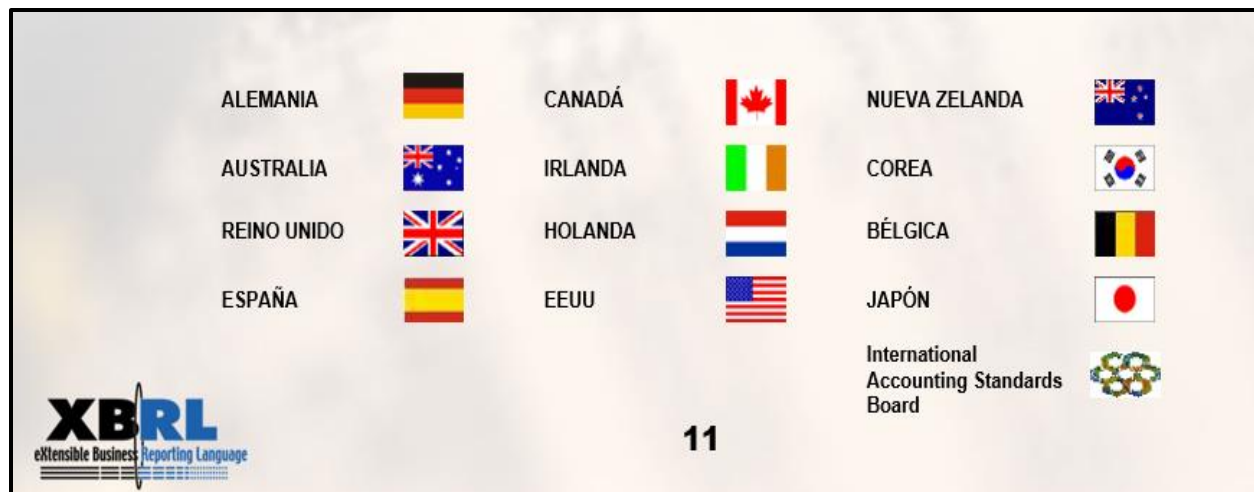 ALEMANIA
AUSTRALIA
REINO UNIDO
ESPAÑA
CANADÁ
IRLANDA
HOLANDA
EEUU
NUEVA ZELANDA
COREA
BÉLGICA
JAPÓN
International
Accounting Standards
Board
XBRL
eXtensible Business Reporting Language
11